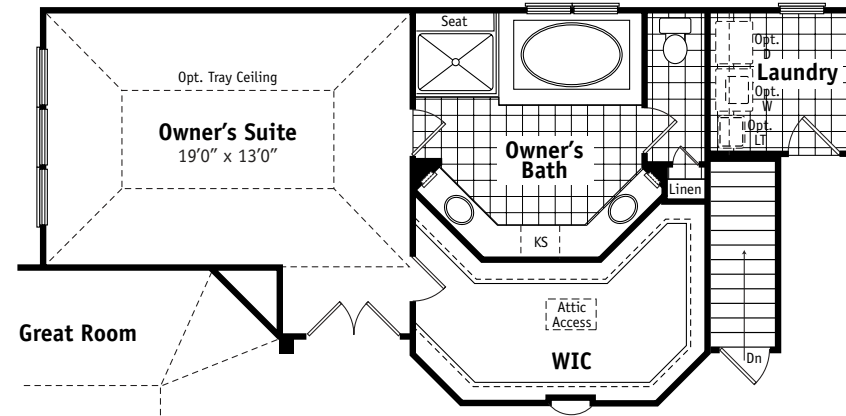 Seat
Opt. Tray Ceiling
Owner's Suite
19'0" x 13'0"
Owner's
Bath
Opt.
D
Laundry
Opt.
W
Opt.
LT
Linen
KS
Attic
Access
Great Room
WIC
Dn